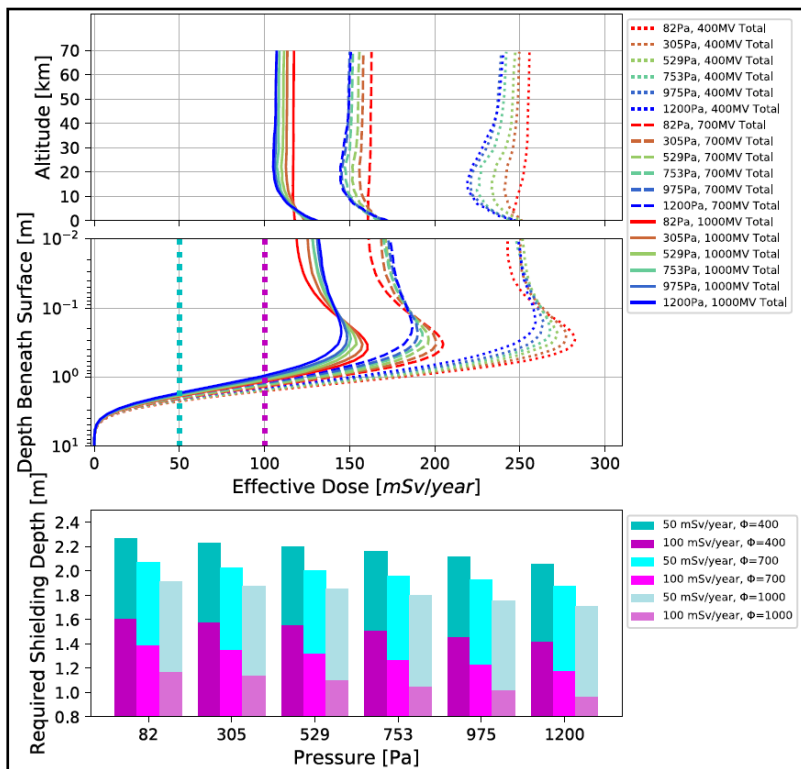 Altitude [km]
70
60
50
40
30
20
10
0
82Pa, 400MV Total
305Pa, 400MV Total
529Pa, 400MV Total
753Pa, 400MV Total
975Pa, 400MV Total
1200Pa, 400MV Total
82Pa, 700MV Total
305Pa, 700MV Total
529Pa, 700MV Total
753Pa, 700MV Total
975Pa, 700MV Total
1200Pa, 700MV Total
82Pa, 1000MV Total
305Pa, 1000MV Total
529Pa, 1000MV Total
753Pa, 1000MV Total
975Pa, 1000MV Total
1200Pa, 1000MV Total
Depth Beneath Surface [m]
10⁻²
10⁻¹
10⁰
10¹
0 50 100 150 200 250 300
Effective Dose [mSv/year]
Required Shielding Depth [m]
2.4
2.2
2.0
1.8
1.6
1.4
1.2
1.0
0.8
50 mSv/year, Φ=400
100 mSv/year, Φ=400
50 mSv/year, Φ=700
100 mSv/year, Φ=700
50 mSv/year, Φ=1000
100 mSv/year, Φ=1000
82 305 529 753 975 1200
Pressure [Pa]